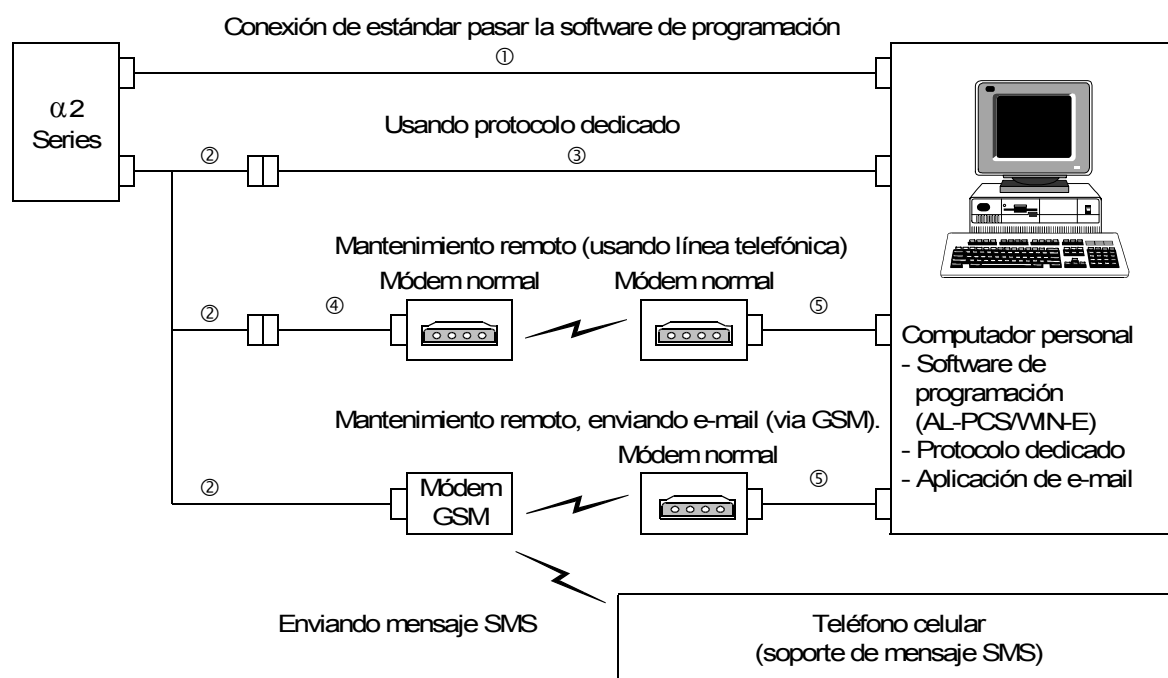 Conexión de estándar pasar la software de programación
①
α2
Series
Usando protocolo dedicado
②
③
Mantenimiento remoto (usando línea telefónica)
Módem normal
Módem normal
②
④
⑤
Computador personal
- Software de
programación
(AL-PCS/WIN-E)
- Protocolo dedicado
- Aplicación de e-mail
Mantenimiento remoto, enviando e-mail (via GSM).
Módem normal
②
Módem
GSM
⑤
Enviando mensaje SMS
Teléfono celular
(soporte de mensaje SMS)